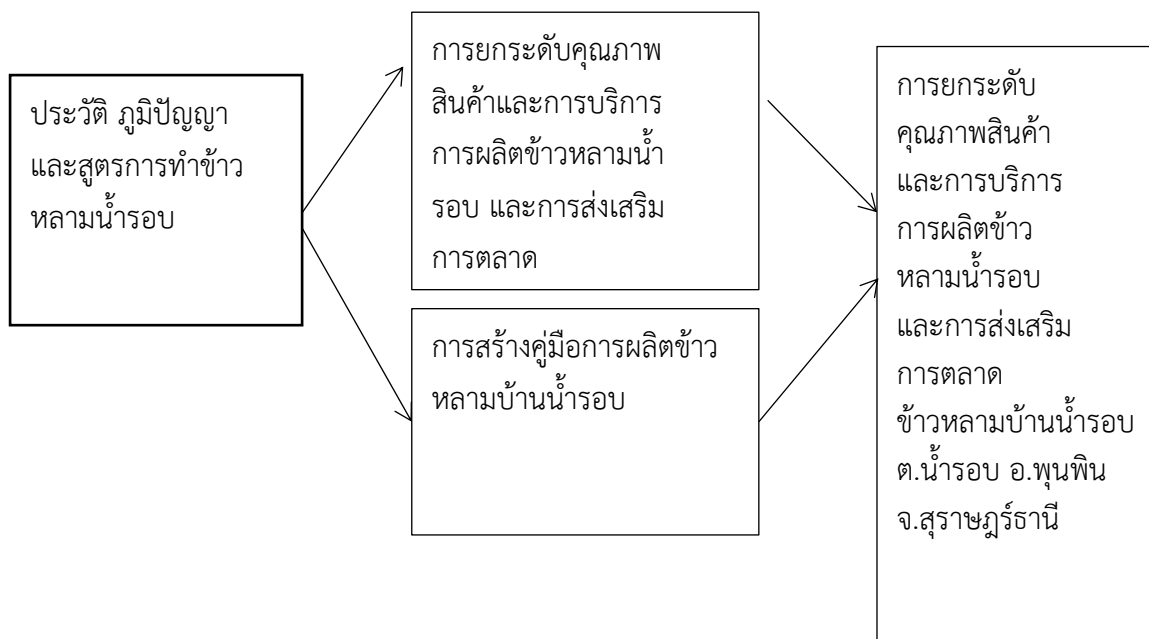 ประวัติ ภูมิปัญญา
และสูตรการทำข้าว
หลามน้ำรอบ
การยกระดับคุณภาพ
สินค้าและการบริการ
การผลิตข้าวหลามน้ำ
รอบ และการส่งเสริม
การตลาด
การสร้างคู่มือการผลิตข้าว
หลามบ้านน้ำรอบ
การยกระดับ
คุณภาพสินค้า
และการบริการ
การผลิตข้าว
หลามน้ำรอบ
และการส่งเสริม
การตลาด
ข้าวหลามบ้านน้ำรอบ
ต.น้ำรอบ อ.พุนพิน
จ.สุราษฎร์ธานี